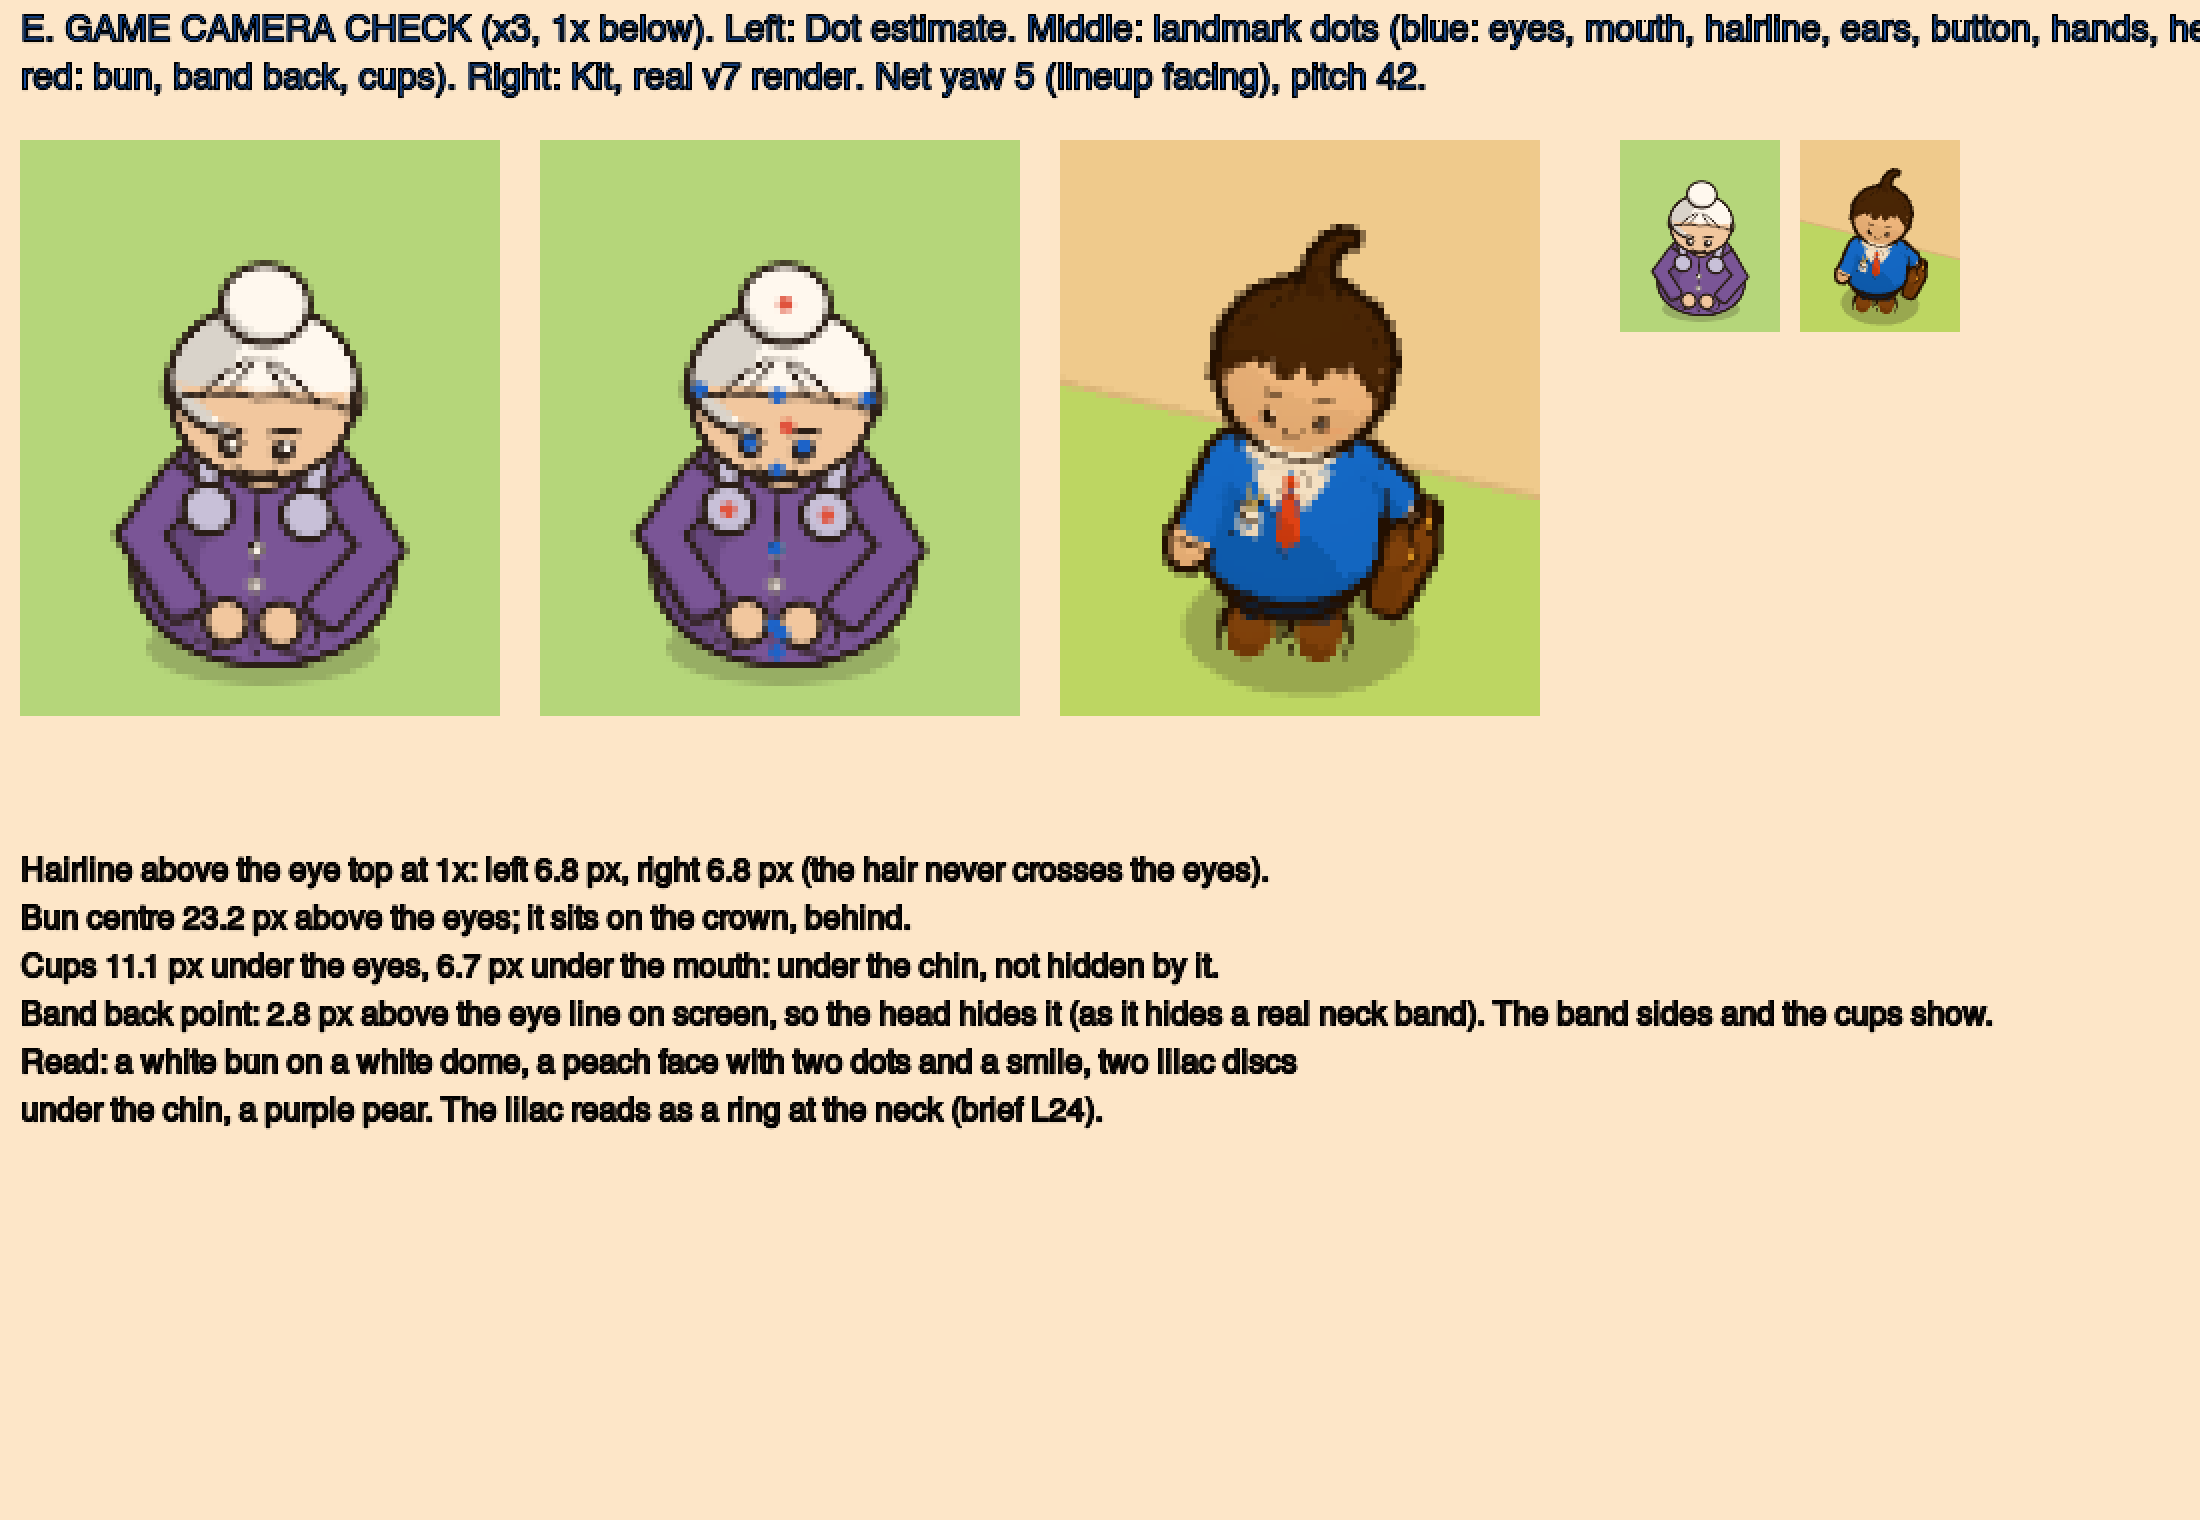 E. GAME CAMERA CHECK (x3, 1x below). Left: Dot estimate. Middle: landmark dots (blue: eyes, mouth, hairline, ears, button, hands, he
red: bun, band back, cups). Right: Kit, real v7 render. Net yaw 5 (lineup facing), pitch 42.
Hairline above the eye top at 1x: left 6.8 px, right 6.8 px (the hair never crosses the eyes).
Bun centre 23.2 px above the eyes; it sits on the crown, behind.
Cups 11.1 px under the eyes, 6.7 px under the mouth: under the chin, not hidden by it.
Band back point: 2.8 px above the eye line on screen, so the head hides it (as it hides a real neck band). The band sides and the cups show.
Read: a white bun on a white dome, a peach face with two dots and a smile, two lilac discs
under the chin, a purple pear. The lilac reads as a ring at the neck (brief L24).